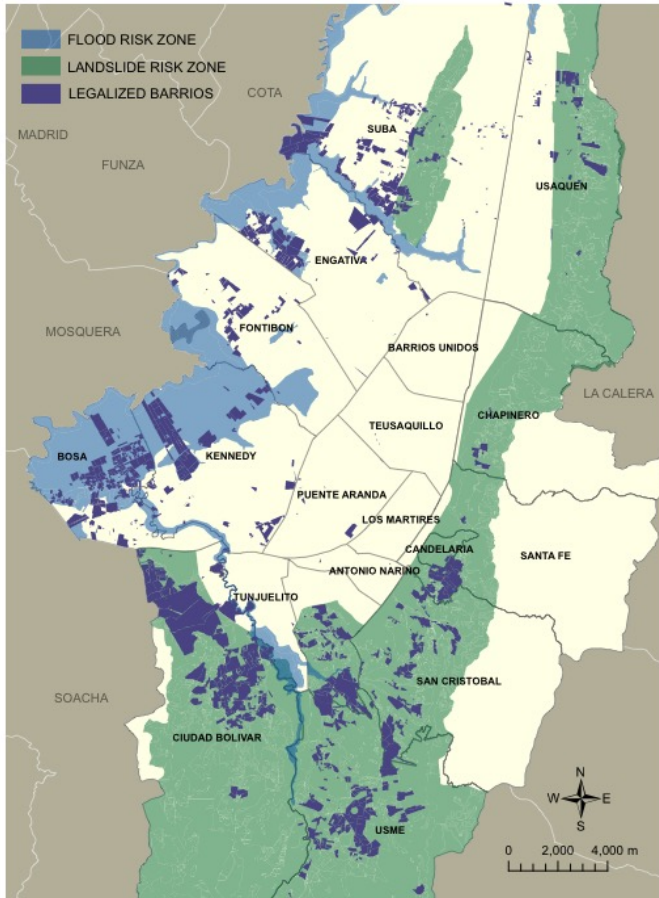 FLOOD RISK ZONE
LANDSLIDE RISK ZONE
LEGALIZED BARRIOS
COTA
MADRID
FUNZA
SUBA
USAQUEN
ENGATIVA
MOSQUERA
FONTIBON
BARRIOS UNIDOS
LA CALERA
CHAPINERO
TEUSAQUILLO
BOSA
KENNEDY
PUENTE ARANDA
LOS MARTIRES
CANDELARIA
SANTA FE
ANTONIO NARINO
TUNJUELITO
SAN CRISTOBAL
SOACHA
CIUDAD BOLIVAR
USME
N
W E
S
0 2,000 4,000 m